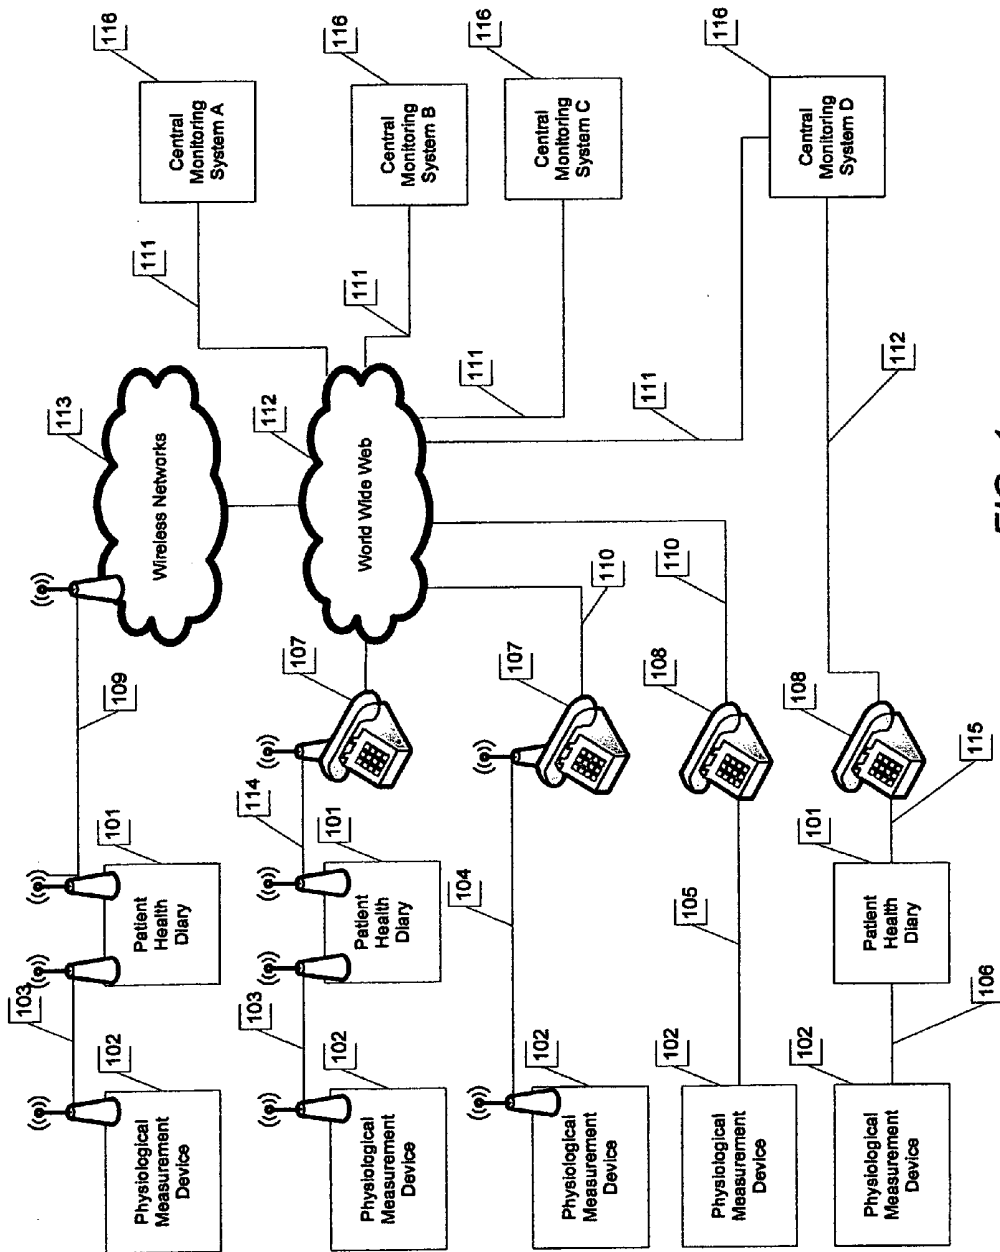 103
113
116
102
101
109
111
Physiological
Measurement
Device
Patient
Health
Diary
Wireless Networks
Central
Monitoring
System A
103
114
112
107
116
102
101
111
Physiological
Measurement
Device
Patient
Health
Diary
World Wide Web
Central
Monitoring
System B
104
107
111
116
102
110
Physiological
Measurement
Device
Central
Monitoring
System C
102
105
108
110
111
116
Physiological
Measurement
Device
102
101
108
Central
Monitoring
System D
Physiological
Measurement
Device
Patient
Health
Diary
106
115
112
FIG.